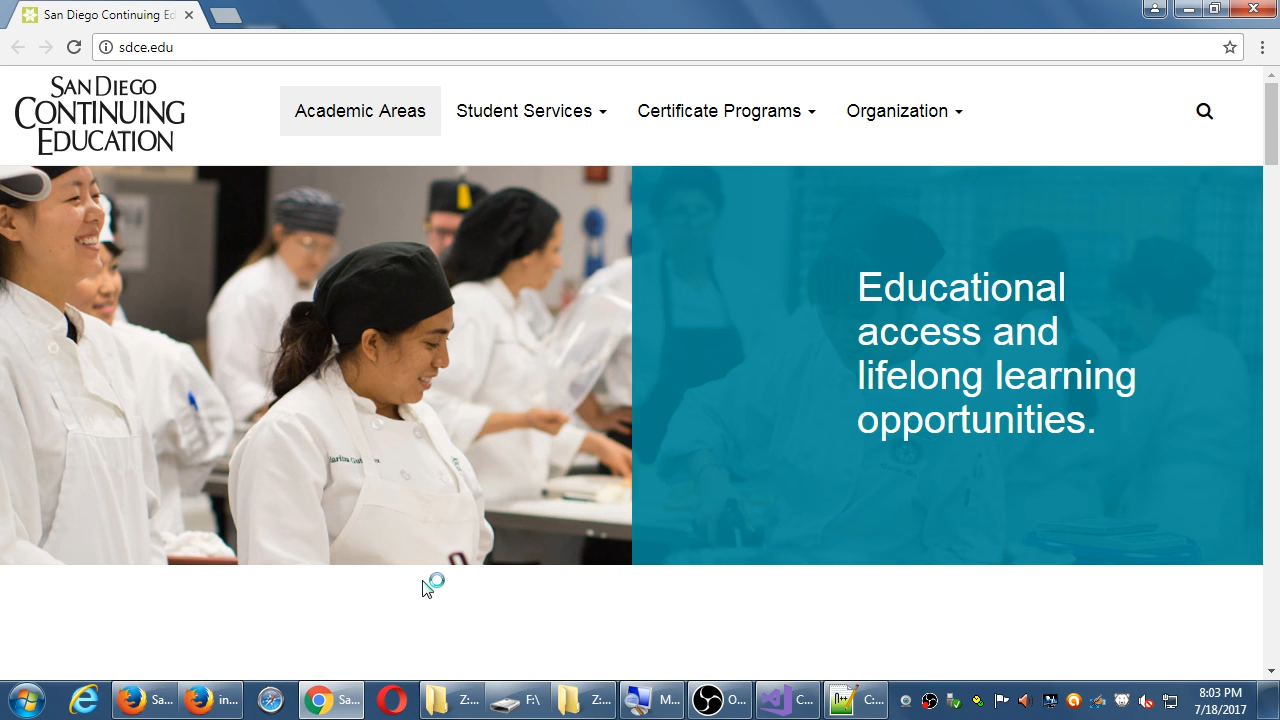 San Diego Continuing Ed
sdce.edu
SAN DIEGO
CONTINUING
EDUCATION
Academic Areas
Student Services
Certificate Programs
Organization
Educational
access and
lifelong learning
opportunities.
Sa...
in...
Sa...
Z:...
F:\
Z:...
M...
O...
C...
C:...
8:03 PM
7/18/2017